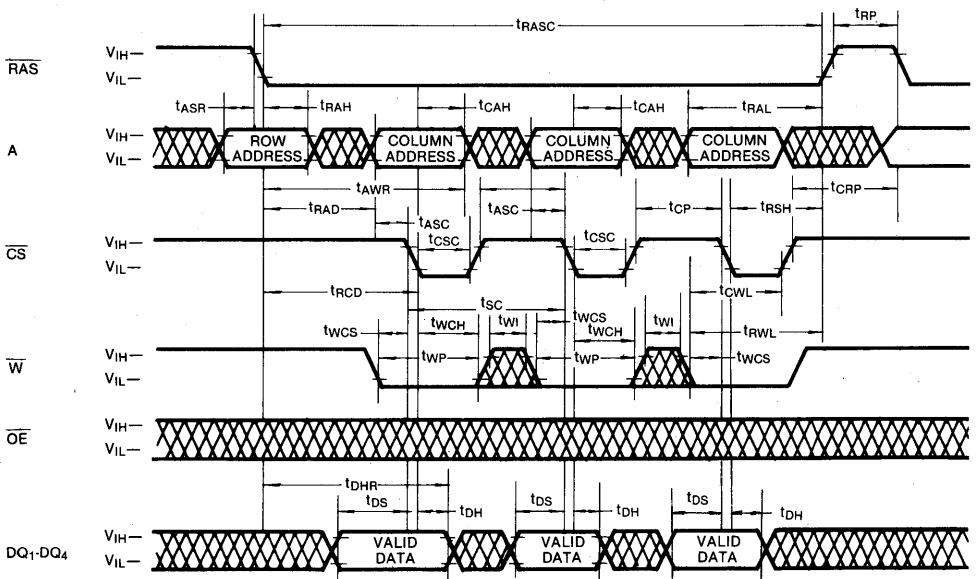 tRASC tRP
RAS VIH— VIL—
tASR tRAH tCAH tCAH tRAL
A VIH— VIL—
ROW ADDRESS COLUMN ADDRESS COLUMN ADDRESS COLUMN ADDRESS
tAWR tCRP
tRAD tASC tASC tCP tRSH
CS VIH— VIL—
tCSC tCSC
tRCD tSC tCWL
tWCS tWCH tWI tWCS tWCH tWI tRWL
W VIH— VIL—
tWP tWP tWCS
OE VIH— VIL—
tDHR
tDS tDH tDS tDH tDS tDH
DQ1-DQ4 VIH— VIL—
VALID DATA VALID DATA VALID DATA